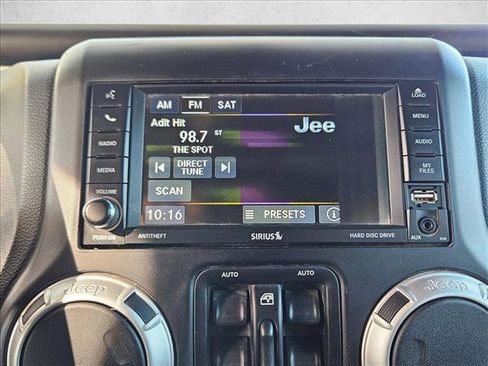 AM FM SAT
Adlt Hit
98.7 ST
THE SPOT
Jee
DIRECT
TUNE
SCAN
10:16 PRESETS i
RADIO
MEDIA
VOLUME
PUSH
ANTITHEFT
SIRIUS
HARD DISC DRIVE
LOAD
MENU
AUDIO
MY
FILES
AUX
AUTO AUTO
Jeep
Jeep